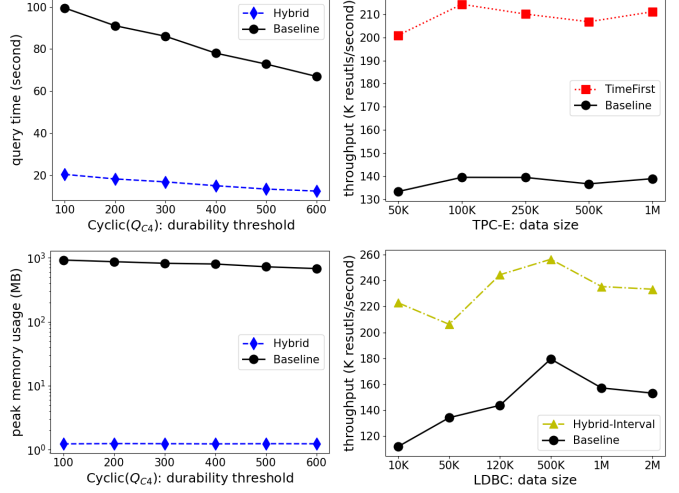 100
80
60
40
20
query time (second)
Hybrid
Baseline
100 200 300 400 500 600
Cyclic(Q_{C4}): durability threshold
210
200
190
180
170
160
150
140
130
throughput (K resutls/second)
TimeFirst
Baseline
50K 100K 250K 500K 1M
TPC-E: data size
10^3
10^2
10^1
10^0
peak memory usage (MB)
Hybrid
Baseline
100 200 300 400 500 600
Cyclic(Q_{C4}): durability threshold
260
240
220
200
180
160
140
120
throughput (K resutls/second)
Hybrid-Interval
Baseline
10K 50K 120K 500K 1M 2M
LDBC: data size